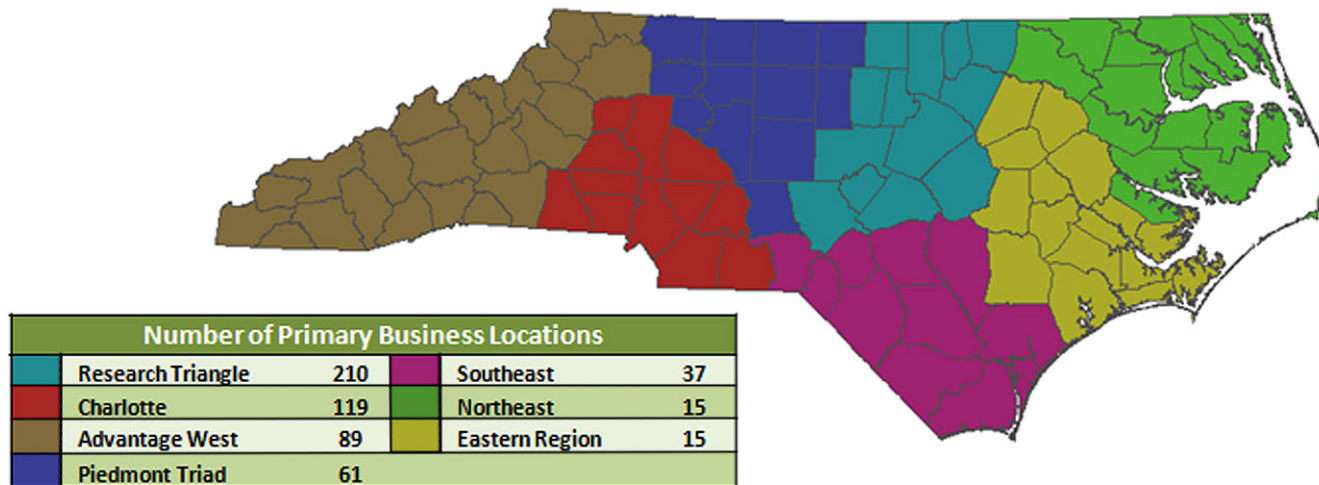 Number of Primary Business Locations
Research Triangle 210 Southeast 37
Charlotte 119 Northeast 15
Advantage West 89 Eastern Region 15
Piedmont Triad 61